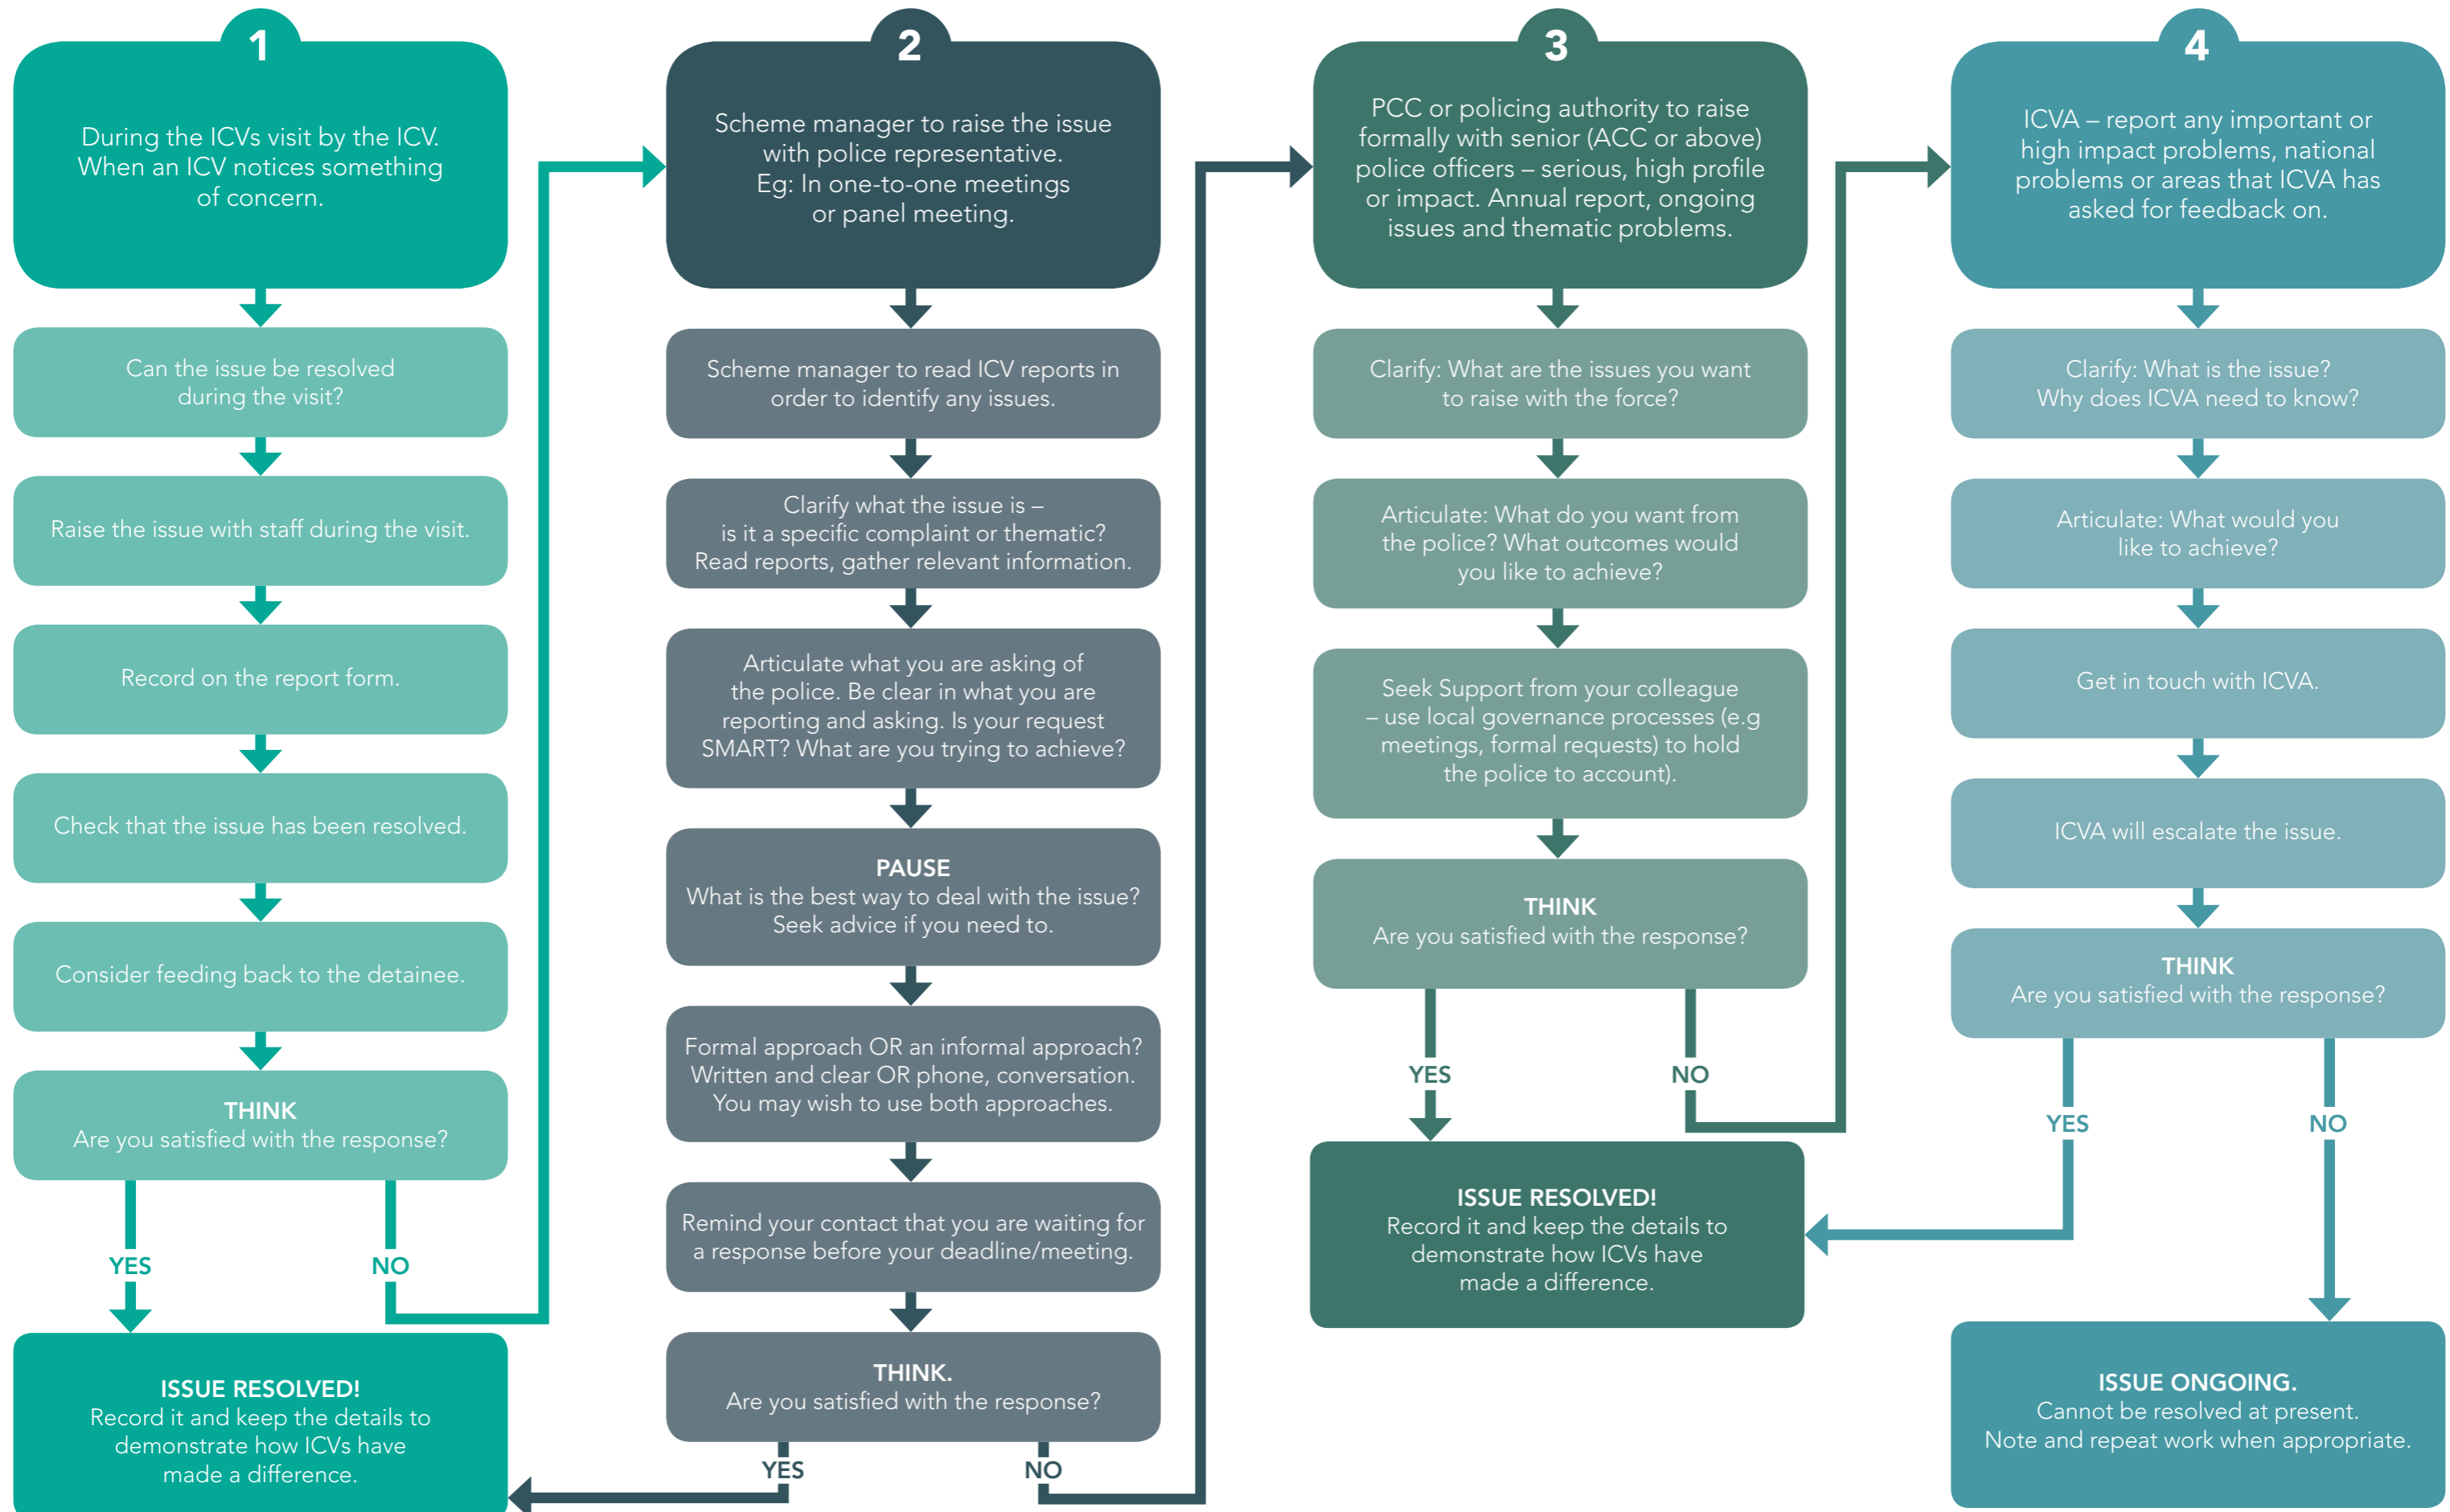 1
During the ICVs visit by the ICV.
When an ICV notices something
of concern.
Can the issue be resolved
during the visit?
Raise the issue with staff during the visit.
Record on the report form.
Check that the issue has been resolved.
Consider feeding back to the detainee.
THINK
Are you satisfied with the response?
YES
NO
ISSUE RESOLVED!
Record it and keep the details to
demonstrate how ICVs have
made a difference.
2
Scheme manager to raise the issue
with police representative.
Eg: In one-to-one meetings
or panel meeting.
Scheme manager to read ICV reports in
order to identify any issues.
Clarify what the issue is –
is it a specific complaint or thematic?
Read reports, gather relevant information.
Articulate what you are asking of
the police. Be clear in what you are
reporting and asking. Is your request
SMART? What are you trying to achieve?
PAUSE
What is the best way to deal with the issue?
Seek advice if you need to.
Formal approach OR an informal approach?
Written and clear OR phone, conversation.
You may wish to use both approaches.
Remind your contact that you are waiting for
a response before your deadline/meeting.
THINK.
Are you satisfied with the response?
YES
NO
3
PCC or policing authority to raise
formally with senior (ACC or above)
police officers – serious, high profile
or impact. Annual report, ongoing
issues and thematic problems.
Clarify: What are the issues you want
to raise with the force?
Articulate: What do you want from
the police? What outcomes would
you like to achieve?
Seek Support from your colleague
– use local governance processes (e.g
meetings, formal requests) to hold
the police to account).
THINK
Are you satisfied with the response?
YES
NO
ISSUE RESOLVED!
Record it and keep the details to
demonstrate how ICVs have
made a difference.
4
ICVA – report any important or
high impact problems, national
problems or areas that ICVA has
asked for feedback on.
Clarify: What is the issue?
Why does ICVA need to know?
Articulate: What would you
like to achieve?
Get in touch with ICVA.
ICVA will escalate the issue.
THINK
Are you satisfied with the response?
YES
NO
ISSUE ONGOING.
Cannot be resolved at present.
Note and repeat work when appropriate.